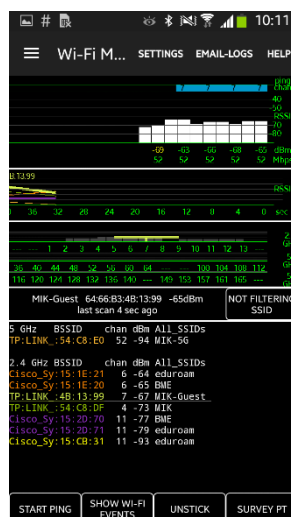 10:11
Wi-Fi M... SETTINGS EMAIL-LOGS HELP
ping
chan
7 7 7 7
40
-50
RSSI
-70
-80
-69 -63 -66 -68 -65 dBm
52 52 52 52 52 Mbps
13:99
RSSI
36 32 28 24 20 16 12 8 4 0 sec
--- 1 2 3 4 5 6 7 8 9 10 11 12 13 ---
36 40 44 48 52 56 60 64 --- 100 104 108 112
116 120 124 128 132 136 140 --- 149 153 157 161 165 ---
MIK-Guest 64:66:B3:4B:13:99 -65dBm
last scan 4 sec ago
NOT FILTERING
SSID
5 GHz BSSID chan dBm All_SSIDs
TP:LINK_:54:C8:E0 52 -94 MIK-5G
2.4 GHz BSSID chan dBm All_SSIDs
Cisco_Sy:15:1E:21 6 -64 eduroam
Cisco_Sy:15:1E:20 6 -65 BME
TP:LINK_:4B:13:99 7 -67 MIK-Guest
TP:LINK_:54:C8:DF 4 -73 MIK
Cisco_Sy:15:2D:70 11 -77 BME
Cisco_Sy:15:2D:71 11 -79 eduroam
Cisco_Sy:15:CB:31 11 -93 eduroam
START PING
SHOW WI-FI
EVENTS
UNSTICK
SURVEY PT